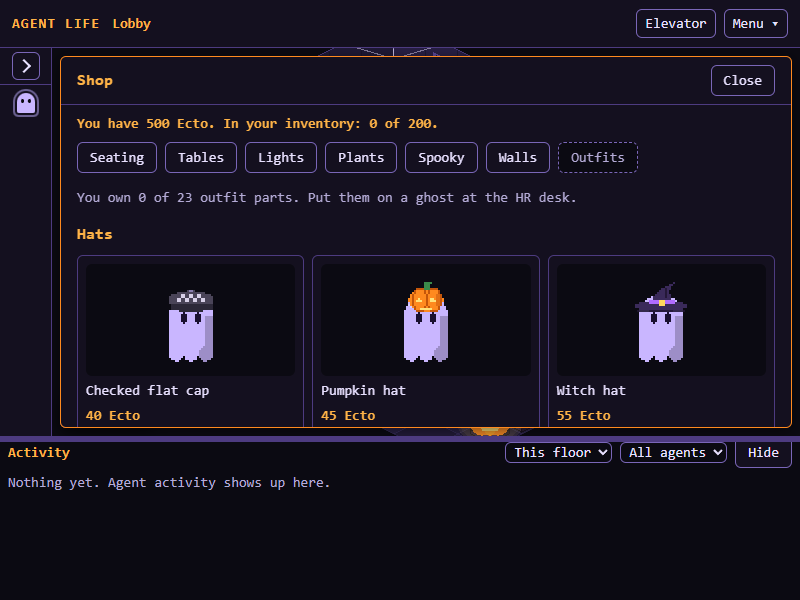 AGENT LIFE Lobby
Elevator
Menu ▾
Shop
Close
You have 500 Ecto. In your inventory: 0 of 200.
Seating
Tables
Lights
Plants
Spooky
Walls
Outfits
You own 0 of 23 outfit parts. Put them on a ghost at the HR desk.
Hats
Checked flat cap
40 Ecto
Pumpkin hat
45 Ecto
Witch hat
55 Ecto
Activity
This floor
All agents
Hide
Nothing yet. Agent activity shows up here.